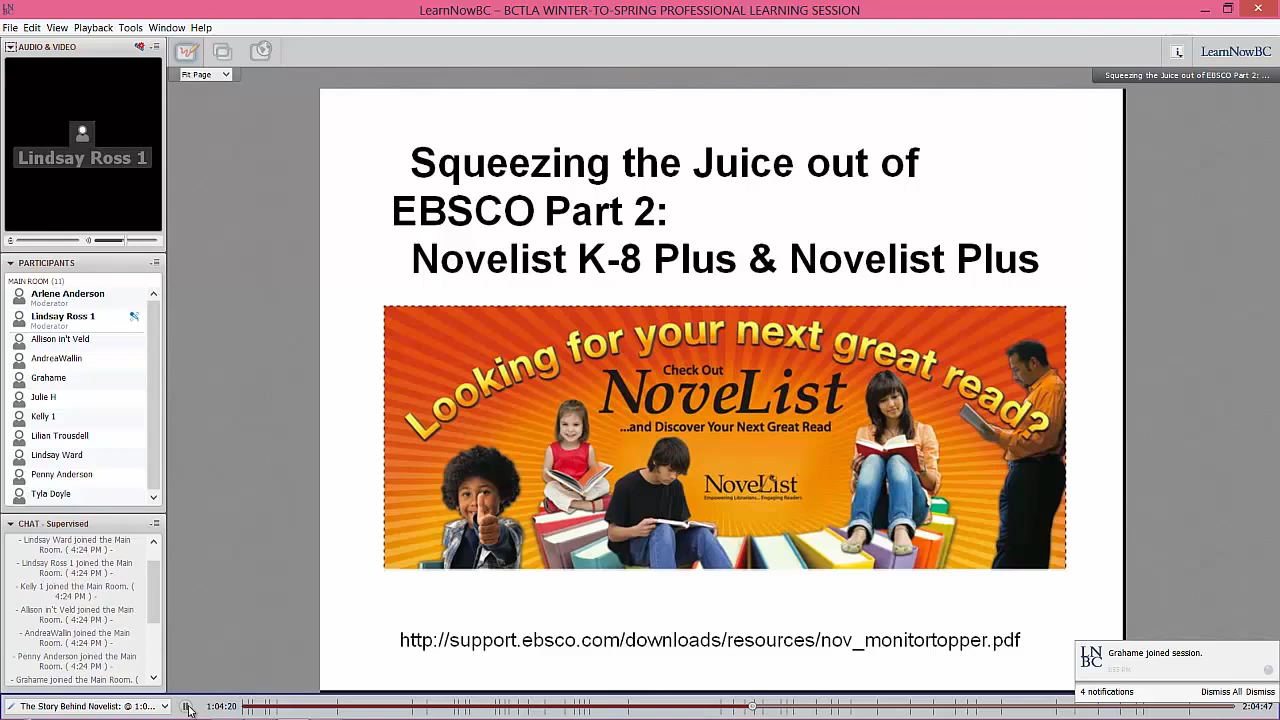 LearnNowBC – BCTLA WINTER-TO-SPRING PROFESSIONAL LEARNING SESSION
File Edit View Playback Tools Window Help
AUDIO & VIDEO
LearnNowBC
Fit Page
Squeezing the Juice out of EBSCO Part 2: ...
Lindsay Ross 1
PARTICIPANTS
MAIN ROOM (11)
Arlene Anderson
Moderator
Lindsay Ross 1
Moderator
Allison in't Veld
AndreaWallin
Grahame
Julie H
Kelly 1
Lilian Trousdell
Lindsay Ward
Penny Anderson
Tyla Doyle
CHAT - Supervised
- Lindsay Ward joined the Main
Room. ( 4:24 PM ) -
- Lindsay Ross 1 joined the Main
Room. ( 4:24 PM ) -
- Kelly 1 joined the Main Room. (
4:24 PM ) -
- Allison in't Veld joined the Main
Room. ( 4:24 PM ) -
- AndreaWallin joined the Main
Room. ( 4:24 PM ) -
- Penny Anderson joined the Main
Room. ( 4:24 PM ) -
- Grahame joined the Main Room. (
Squeezing the Juice out of
EBSCO Part 2:
Novelist K-8 Plus & Novelist Plus
Looking for your next great read?
Check Out
NoveList
...and Discover Your Next Great Read
NoveList
Empowering Librarians... Engaging Readers
http://support.ebsco.com/downloads/resources/nov_monitortopper.pdf
LN
BC
Grahame joined session.
4 notifications
Dismiss All Dismiss
The Story Behind Novelist: @ 1:0...
1:04:20
2:04:47